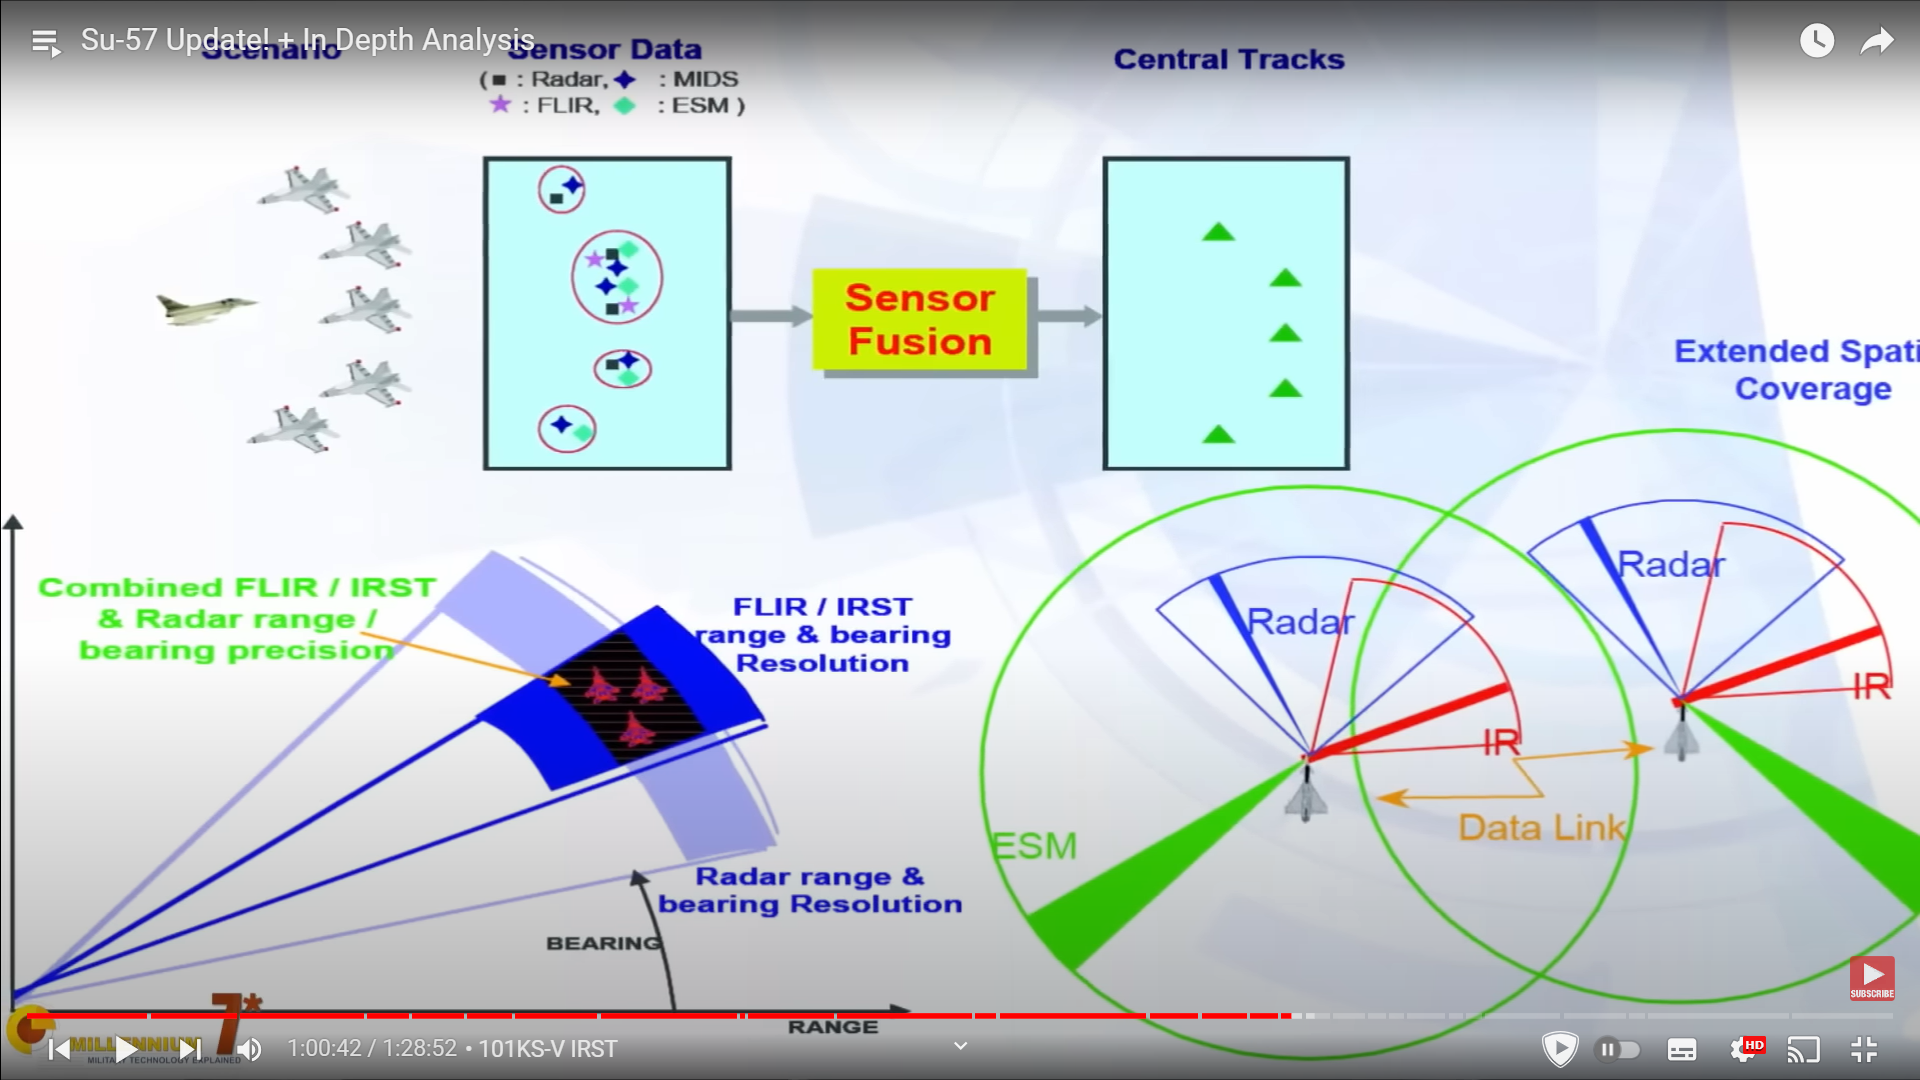 Su-57 Update! + In Depth Analysis
Scenario
Sensor Data
( : Radar, : MIDS
: FLIR, : ESM )
Central Tracks
Sensor
Fusion
Extended Spati
Coverage
Combined FLIR / IRST
& Radar range /
bearing precision
FLIR / IRST
range & bearing
Resolution
Radar range &
bearing Resolution
BEARING
RANGE
Radar
IR
ESM
Data Link
Radar
IR
SUBSCRIBE
MILLENNIUM 7*
MILITARY TECHNOLOGY EXPLAINED
1:00:42 / 1:28:52 • 101KS-V IRST
HD